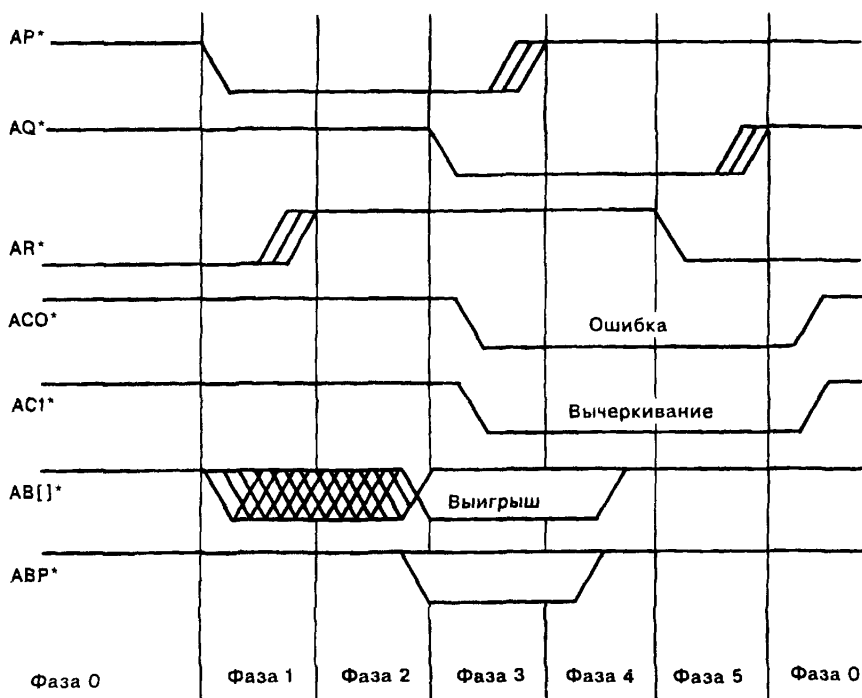 AP*
AQ*
AR*
ACO*
Ошибка
AC1*
Вычеркивание
AB[]*
Выигрыш
ABP*
Фаза 0 Фаза 1 Фаза 2 Фаза 3 Фаза 4 Фаза 5 Фаза 0